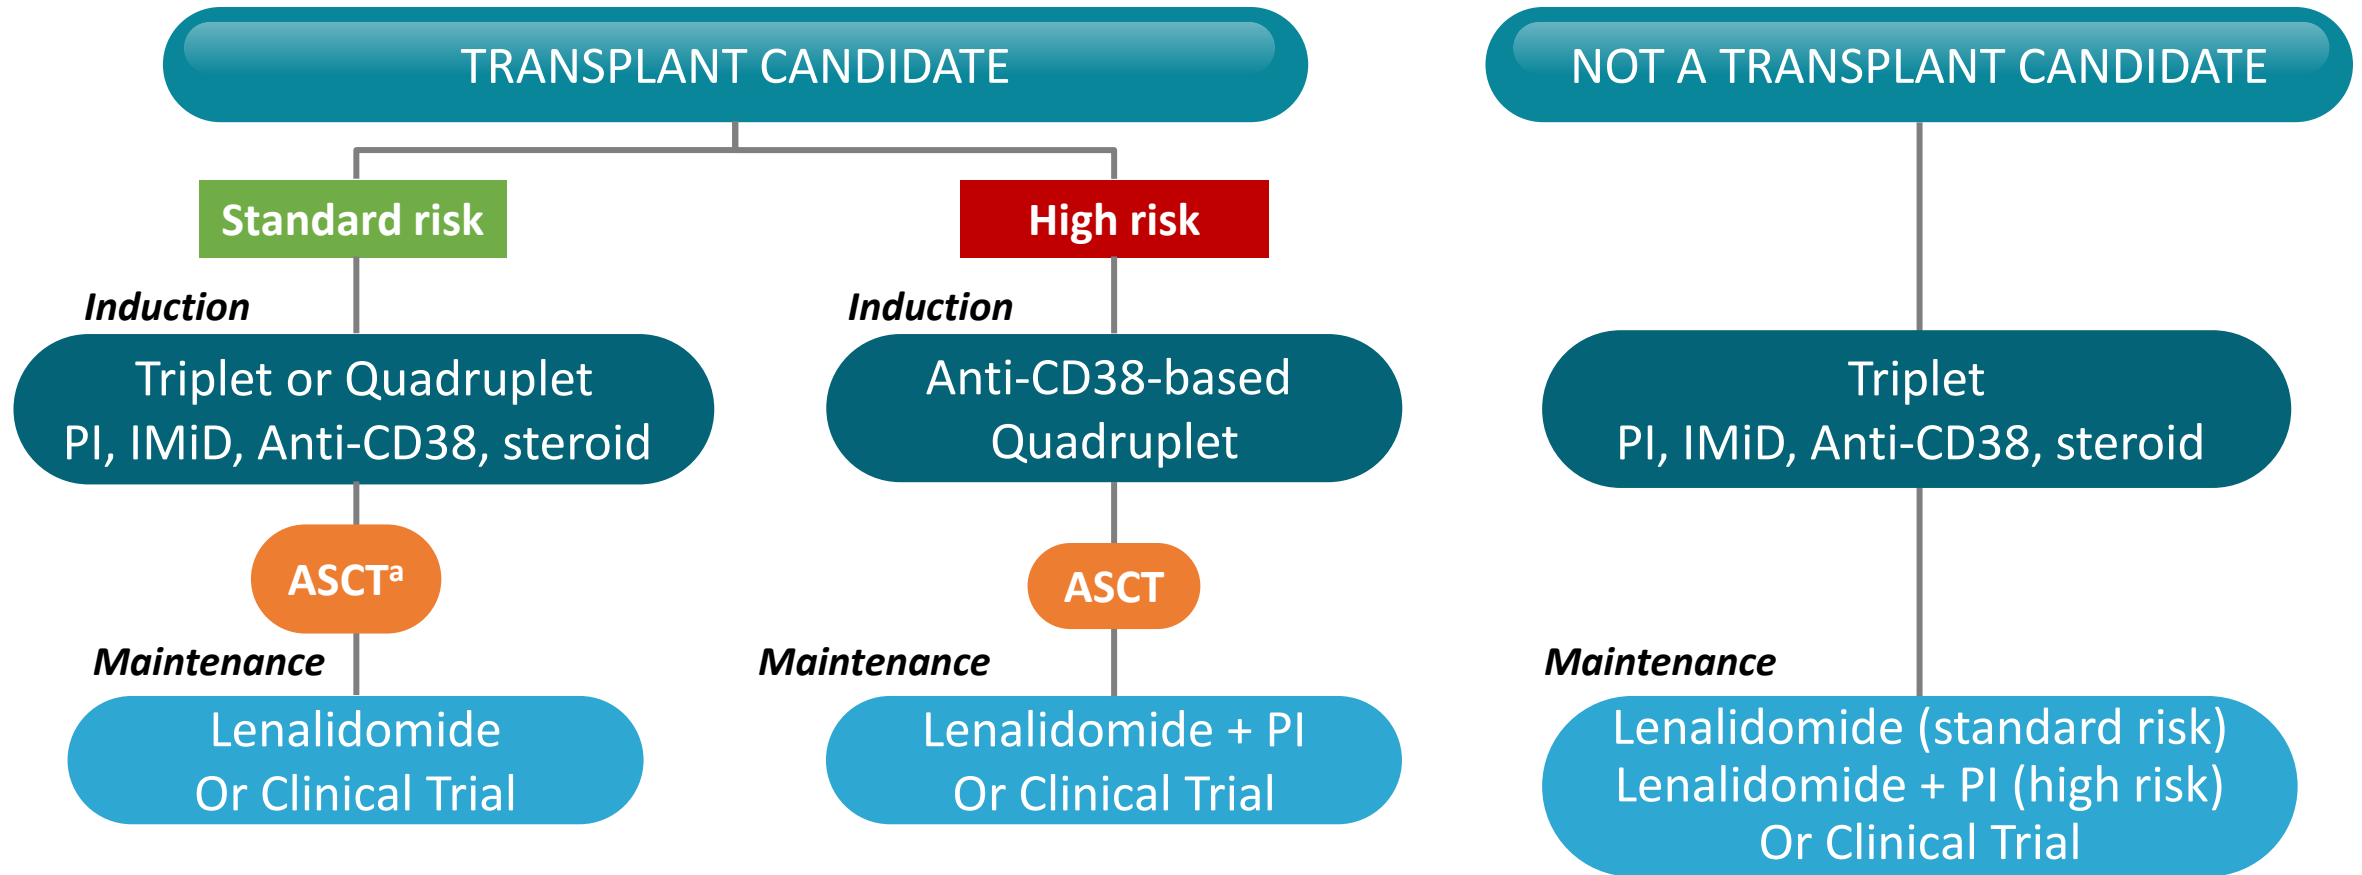 TRANSPLANT CANDIDATE
Standard risk
Induction
Triplet or Quadruplet
PI, IMiD, Anti-CD38, steroid
ASCTᵃ
Maintenance
Lenalidomide
Or Clinical Trial
High risk
Induction
Anti-CD38-based
Quadruplet
ASCT
Maintenance
Lenalidomide + PI
Or Clinical Trial
NOT A TRANSPLANT CANDIDATE
Triplet
PI, IMiD, Anti-CD38, steroid
Maintenance
Lenalidomide (standard risk)
Lenalidomide + PI (high risk)
Or Clinical Trial